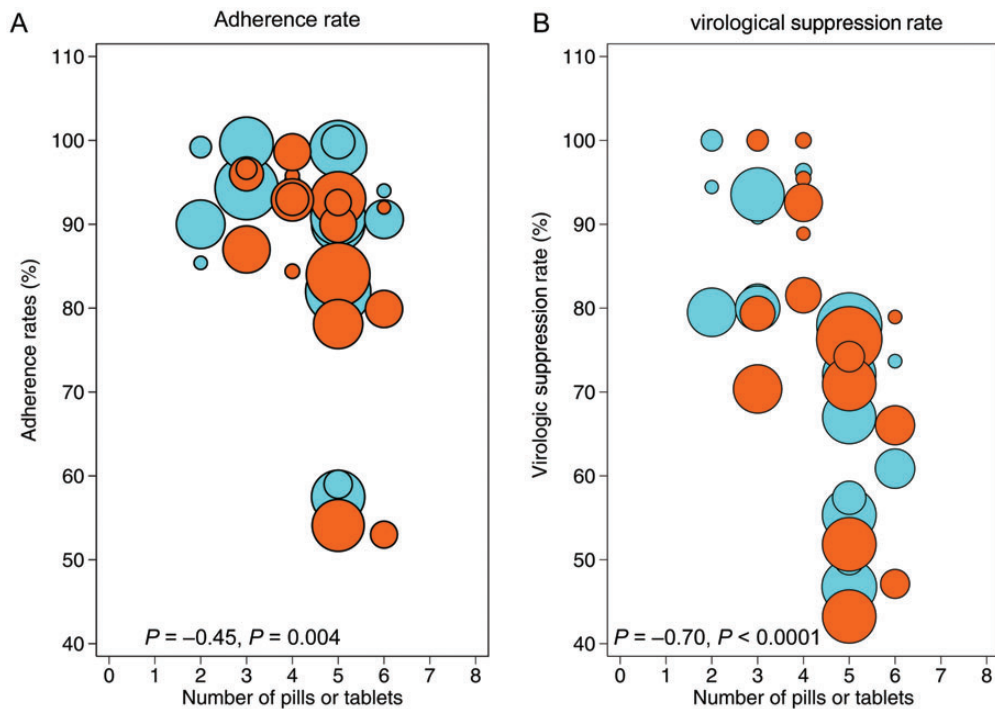 A
Adherence rate
110
100
90
80
70
60
50
40
Adherence rates (%)
P = –0.45, P = 0.004
0 1 2 3 4 5 6 7 8
Number of pills or tablets
B
virological suppression rate
110
100
90
80
70
60
50
40
Virologic suppression rate (%)
P = –0.70, P < 0.0001
0 1 2 3 4 5 6 7 8
Number of pills or tablets